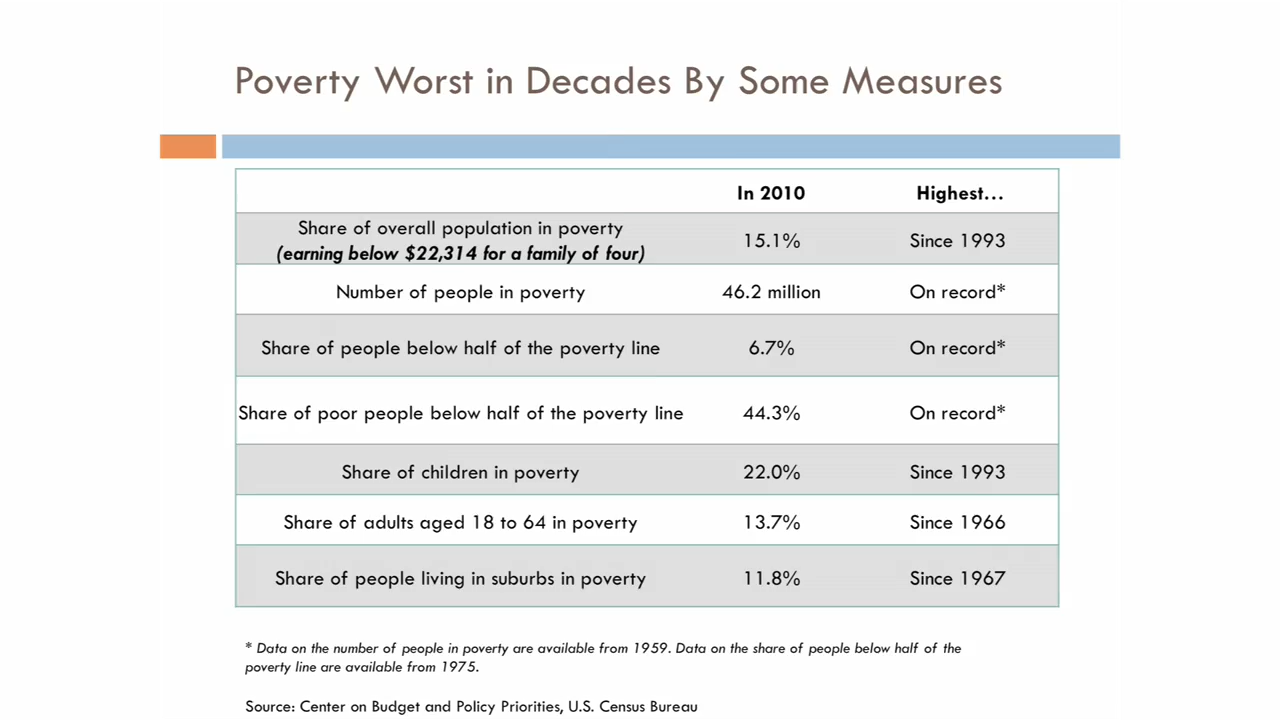 Poverty Worst in Decades By Some Measures
In 2010 Highest...
Share of overall population in poverty
(earning below $22,314 for a family of four) 15.1% Since 1993
Number of people in poverty 46.2 million On record*
Share of people below half of the poverty line 6.7% On record*
Share of poor people below half of the poverty line 44.3% On record*
Share of children in poverty 22.0% Since 1993
Share of adults aged 18 to 64 in poverty 13.7% Since 1966
Share of people living in suburbs in poverty 11.8% Since 1967
* Data on the number of people in poverty are available from 1959. Data on the share of people below half of the
poverty line are available from 1975.
Source: Center on Budget and Policy Priorities, U.S. Census Bureau